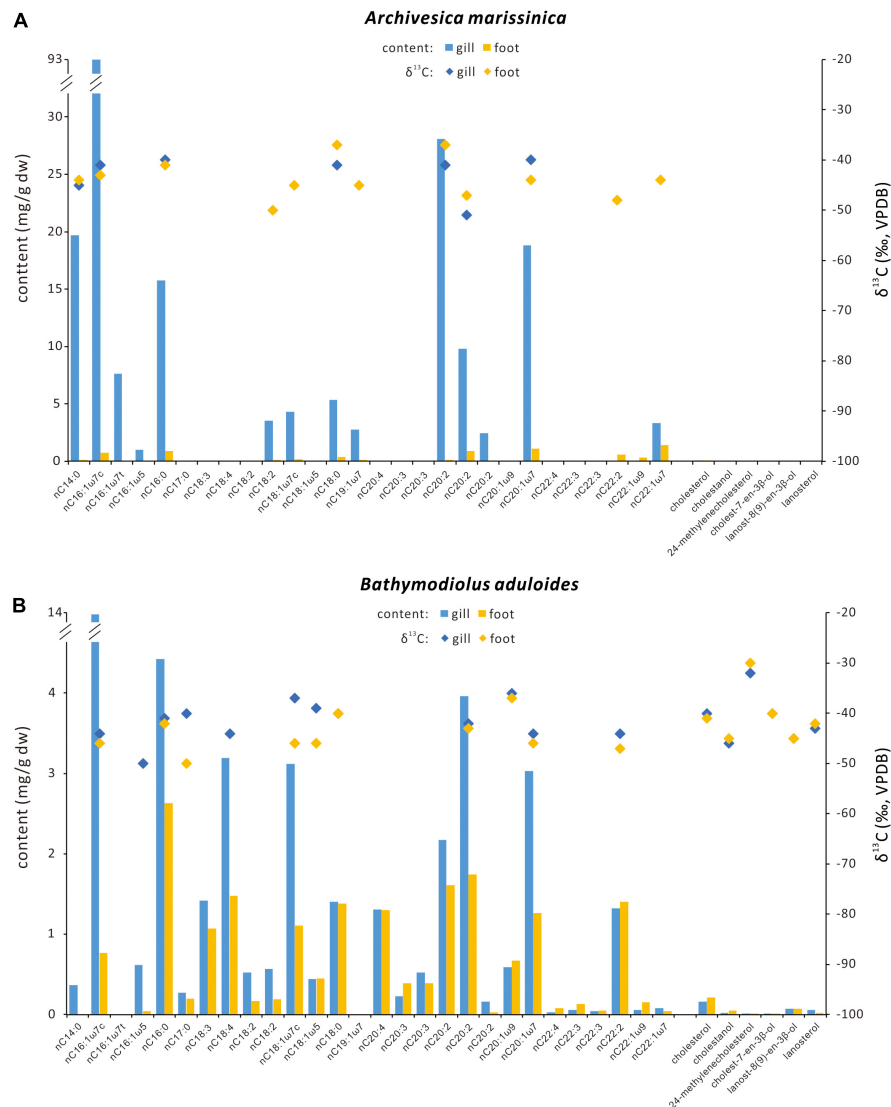 A
Archivesica marissinica
content: gill foot
δ¹³C: gill foot
93
30
25
20
15
10
5
0
conttent (mg/g dw)
-20
-30
-40
-50
-60
-70
-80
-90
-100
δ¹³C (‰, VPDB)
nC14:0
nC16:1ω7c
nC16:1ω7t
nC16:1ω5
nC16:0
nC17:0
nC18:3
nC18:4
nC18:2
nC18:2
nC18:1ω7c
nC18:1ω5
nC18:0
nC19:1ω7
nC20:4
nC20:3
nC20:3
nC20:2
nC20:2
nC20:2
nC20:1ω9
nC20:1ω7
nC22:4
nC22:3
nC22:3
nC22:2
nC22:1ω9
nC22:1ω7
cholesterol
cholestanol
24-methylenecholesterol
cholest-7-en-3β-ol
lanost-8(9)-en-3β-ol
lanosterol
B
Bathymodiolus aduloides
content: gill foot
δ¹³C: gill foot
14
4
3
2
1
0
content (mg/g dw)
-20
-30
-40
-50
-60
-70
-80
-90
-100
δ¹³C (‰, VPDB)
nC14:0
nC16:1ω7c
nC16:1ω7t
nC16:1ω5
nC16:0
nC17:0
nC18:3
nC18:4
nC18:2
nC18:2
nC18:1ω7c
nC18:1ω5
nC18:0
nC19:1ω7
nC20:4
nC20:3
nC20:3
nC20:2
nC20:2
nC20:2
nC20:1ω9
nC20:1ω7
nC22:4
nC22:3
nC22:3
nC22:2
nC22:1ω9
nC22:1ω7
cholesterol
cholestanol
24-methylenecholesterol
cholest-7-en-3β-ol
lanost-8(9)-en-3β-ol
lanosterol